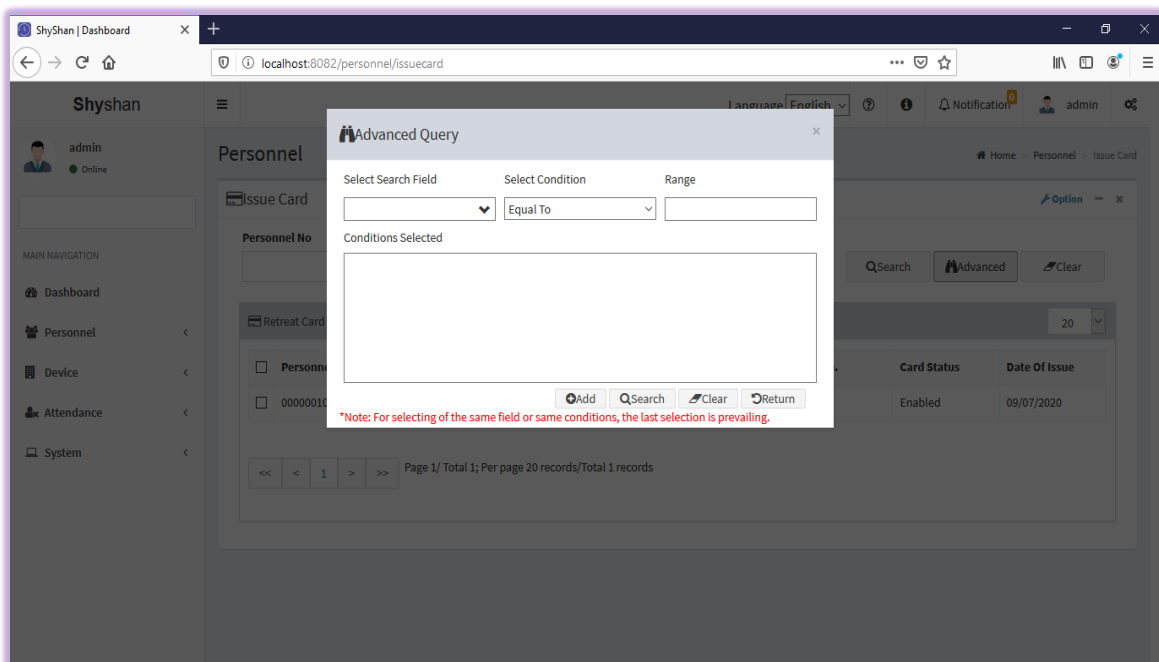 ShyShan | Dashboard
localhost:8082/personnel/issuecard
Shyshan
Language English
Notification 0
admin
admin
Online
Personnel
Home > Personnel > Issue Card
MAIN NAVIGATION
Dashboard
Personnel
Device
Attendance
System
Issue Card
Option
Personnel No
Search
Advanced
Clear
Retreat Card
20
Card Status
Date Of Issue
Enabled
09/07/2020
<< < 1 > >> Page 1/ Total 1; Per page 20 records/Total 1 records
Advanced Query
Select Search Field
Select Condition
Range
Equal To
Conditions Selected
Add
Search
Clear
Return
*Note: For selecting of the same field or same conditions, the last selection is prevailing.